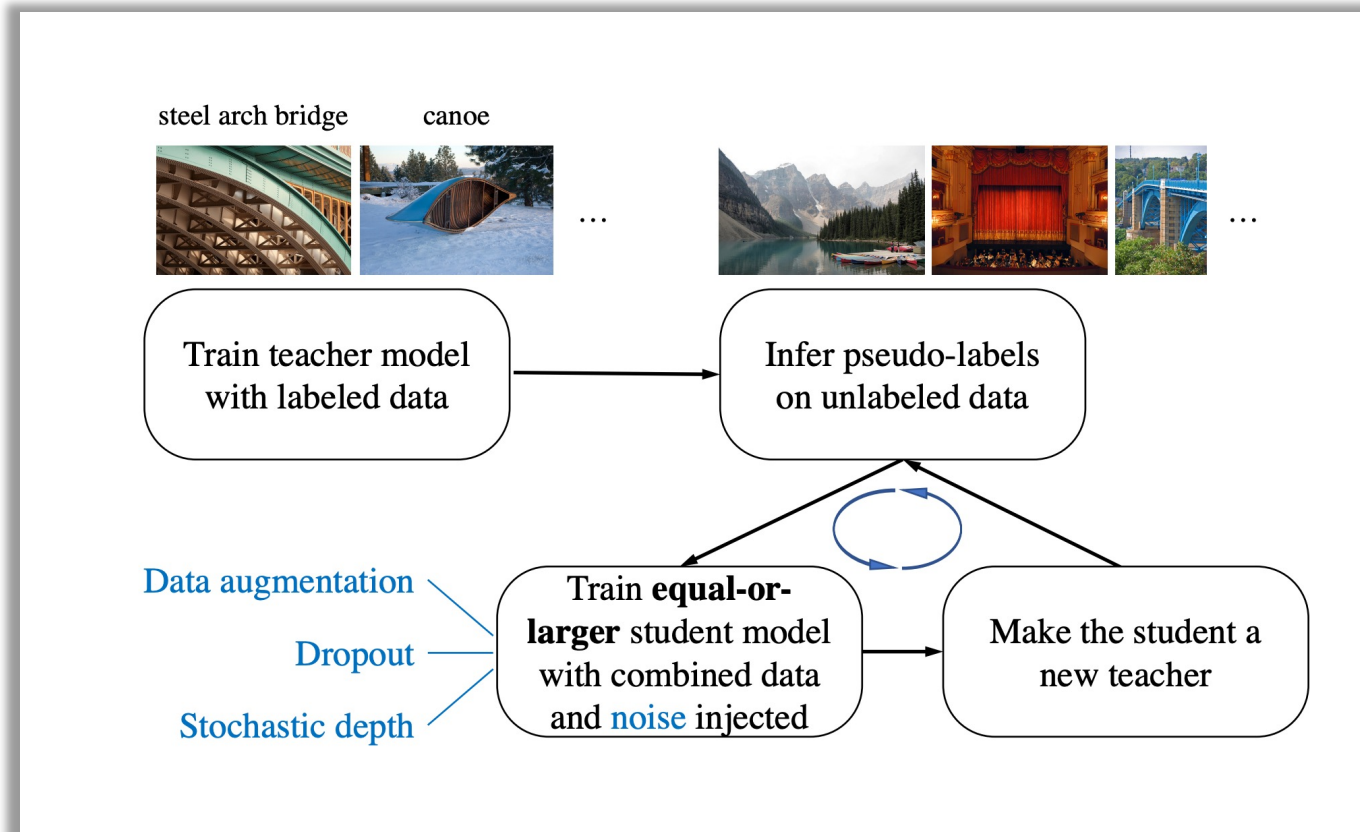 steel arch bridge
canoe
...
...
Train teacher model
with labeled data
Infer pseudo-labels
on unlabeled data
Data augmentation
Dropout
Stochastic depth
Train equal-or-
larger student model
with combined data
and noise injected
Make the student a
new teacher